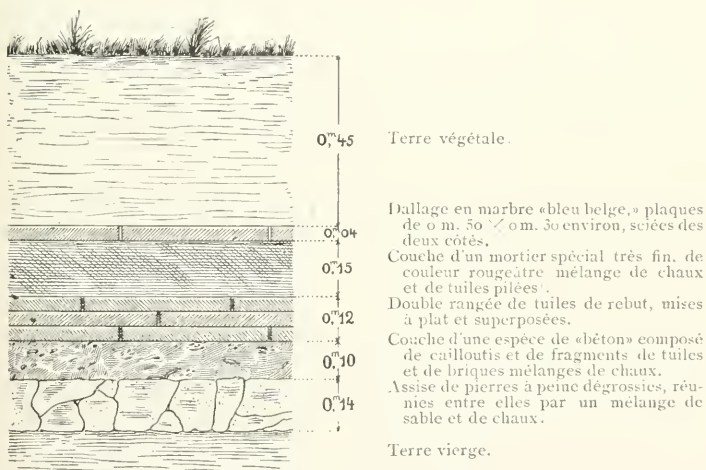 0,m45
Terre végétale.
Dallage en marbre «bleu belge,» plaques
0,m04
de 0 m. 50 × 0 m. 30 environ, sciées des
deux côtés.
Couche d'un mortier spécial très fin, de
0,m15
couleur rougeâtre mélange de chaux
et de tuiles pilées.
Double rangée de tuiles de rebut, mises
0,m12
à plat et superposées.
Couche d'une espéce de «béton» composé
0,m10
de cailloutis et de fragments de tuiles
et de briques mélanges de chaux.
Assise de pierres à peine dégrossies, réu-
0,m14
nies entre elles par un mélange de
sable et de chaux.
Terre vierge.